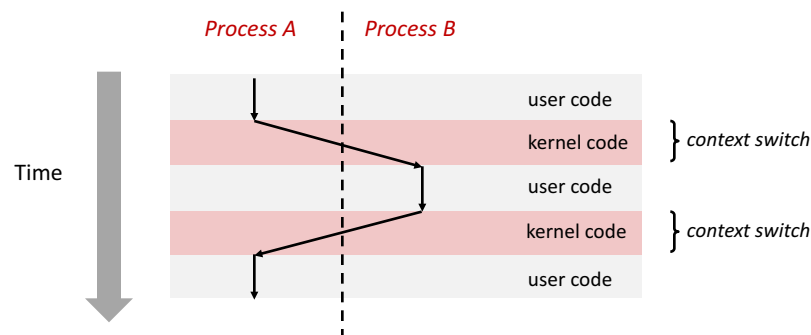 Process A
Process B
user code
kernel code
context switch
Time
user code
kernel code
context switch
user code